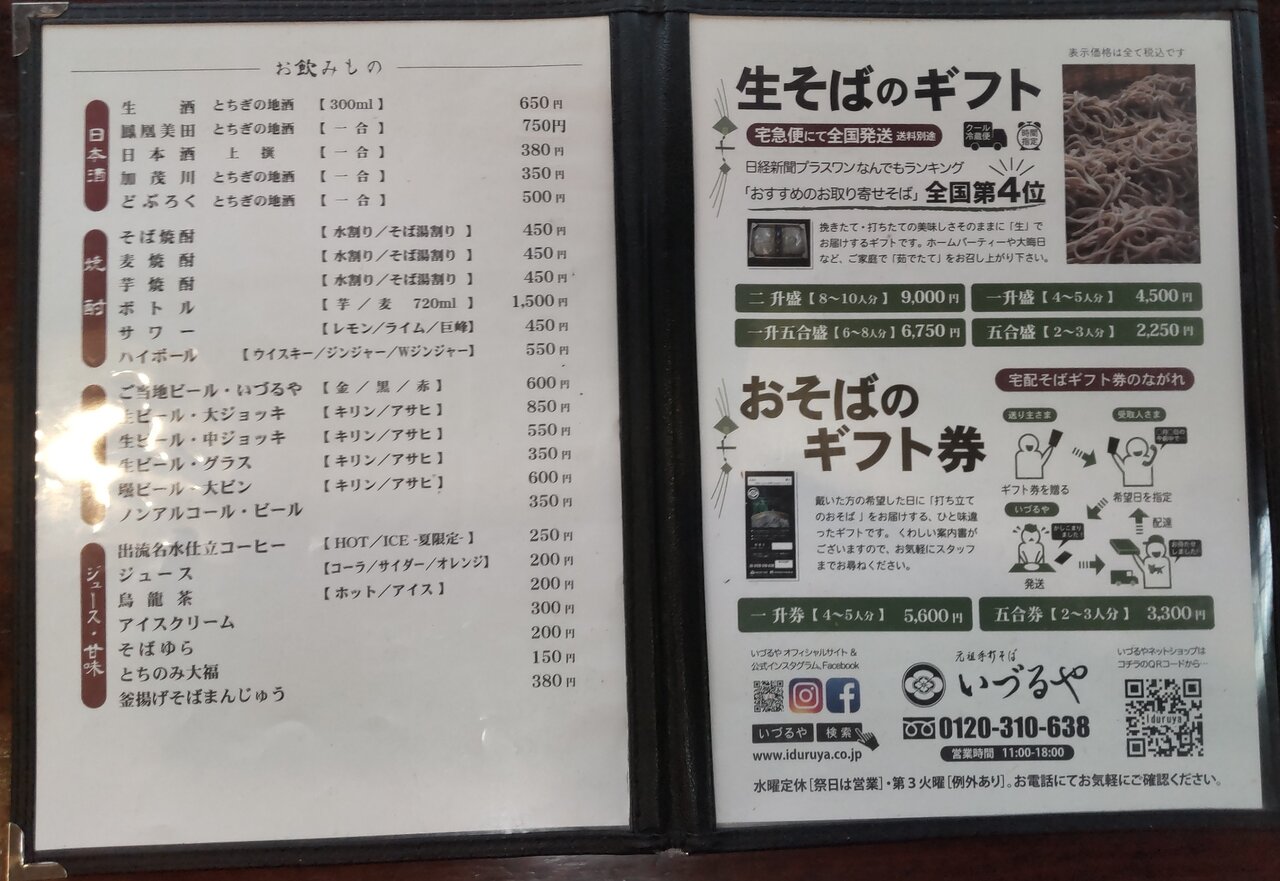 お飲みもの
日本酒
生酒 とちぎの地酒 【300ml】 650円
鳳凰美田 とちぎの地酒 【一合】 750円
日本酒 上撰 【一合】 380円
加茂川 とちぎの地酒 【一合】 350円
どぶろく とちぎの地酒 【一合】 500円
焼酎
そば焼酎 【水割り／そば湯割り】 450円
麦焼酎 【水割り／そば湯割り】 450円
芋焼酎 【水割り／そば湯割り】 450円
ボトル 【芋／麦 720ml】 1,500円
サワー 【レモン／ライム／巨峰】 450円
ハイボール 【ウイスキー／ジンジャー／Wジンジャー】 550円
ご当地ビール・いづるや 【金／黒／赤】 600円
生ビール・大ジョッキ 【キリン／アサヒ】 850円
生ビール・中ジョッキ 【キリン／アサヒ】 550円
生ビール・グラス 【キリン／アサヒ】 350円
壜ビール・大ビン 【キリン／アサヒ】 600円
ノンアルコール・ビール 350円
ジュース・甘味
出流名水仕立コーヒー 【HOT／ICE -夏限定-】 250円
ジュース 【コーラ／サイダー／オレンジ】 200円
烏龍茶 【ホット／アイス】 200円
アイスクリーム 300円
そばゆら 200円
とちのみ大福 150円
釜揚げそばまんじゅう 380円
表示価格は全て税込です
生そばのギフト
宅急便にて全国発送 送料別途
クール冷蔵便
時間指定
日経新聞プラスワンなんでもランキング
「おすすめのお取り寄せそば」全国第4位
挽きたて・打ちたての美味しさそのままに「生」で
お届けするギフトです。ホームパーティーや大晦日
など、ご家庭で「茹でたて」をお召し上がり下さい。
二升盛【8〜10人分】9,000円
一升盛【4〜5人分】4,500円
一升五合盛【6〜8人分】6,750円
五合盛【2〜3人分】2,250円
おそばの
ギフト券
宅配そばギフト券のながれ
送り主さま
受取人さま
ギフト券を贈る
希望日を指定
いづるや
かしこまりました!
配達
お待たせしました!
発送
戴いた方の希望した日に「打ち立て
のおそば」をお届けする、ひと味違
ったギフトです。くわしい案内書が
ございますので、お気軽にスタッフ
までお尋ねください。
一升券【4〜5人分】5,600円
五合券【2〜3人分】3,300円
いづるや オフィシャルサイト &
公式インスタグラム,Facebook
いづるや 検索
www.iduruya.co.jp
元祖手打そば
いづるや
0120-310-638
営業時間 11:00-18:00
いづるやネットショップは
コチラのQRコードから…
Iduruya
水曜定休［祭日は営業］・第3火曜［例外あり］。お電話にてお気軽にご確認ください。